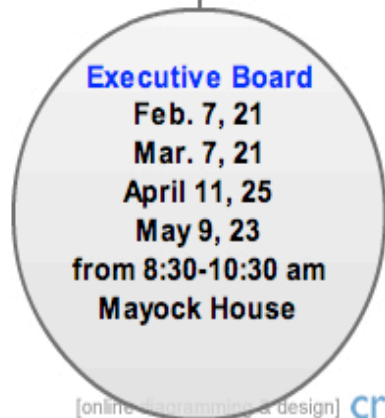 Executive Board
Feb. 7, 21
Mar. 7, 21
April 11, 25
May 9, 23
from 8:30-10:30 am
Mayock House
[online diagramming & design]